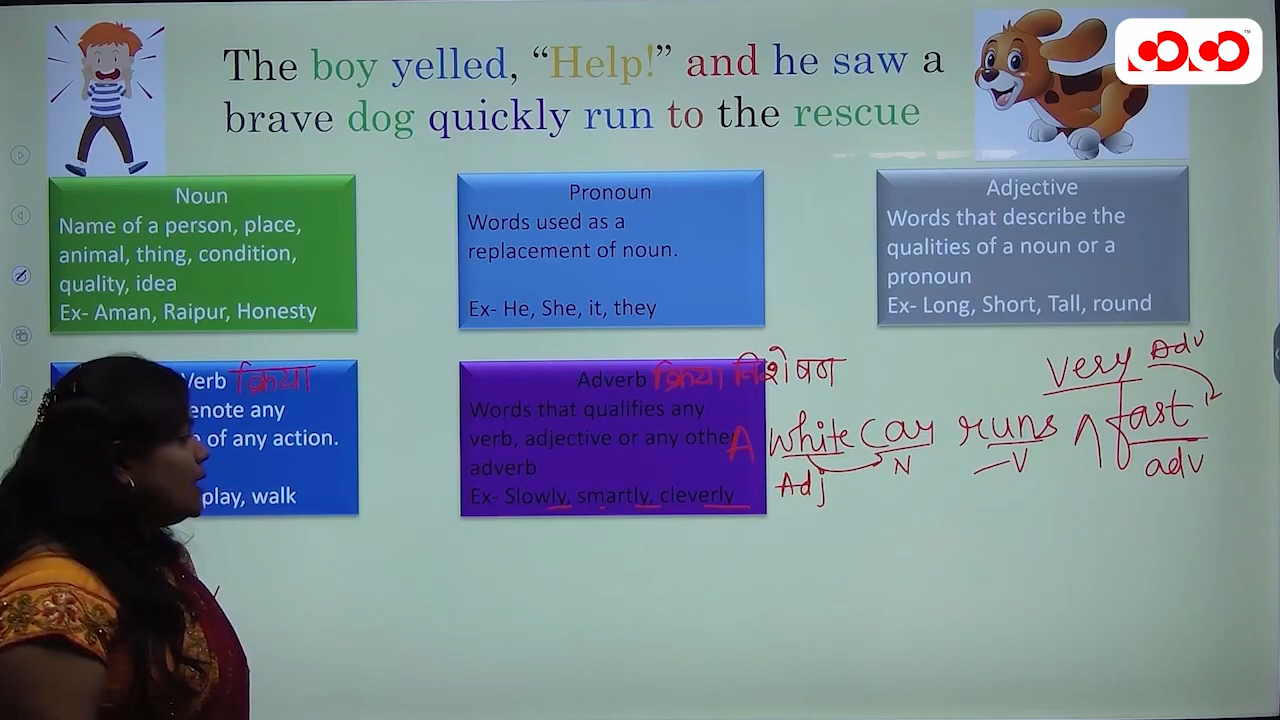 The boy yelled, “Help!” and he saw a
brave dog quickly run to the rescue
Noun
Name of a person, place,
animal, thing, condition,
quality, idea
Ex- Aman, Raipur, Honesty
Pronoun
Words used as a
replacement of noun.
Ex- He, She, it, they
Adjective
Words that describe the
qualities of a noun or a
pronoun
Ex- Long, Short, Tall, round
Verb क्रिया
enote any
of any action.
play, walk
Adverb क्रिया विशेषण
Words that qualifies any
verb, adjective or any othe
adverb
Ex- Slowly, smartly, cleverly
very Adv
A white Car runs ^ fast
Adj N V adv